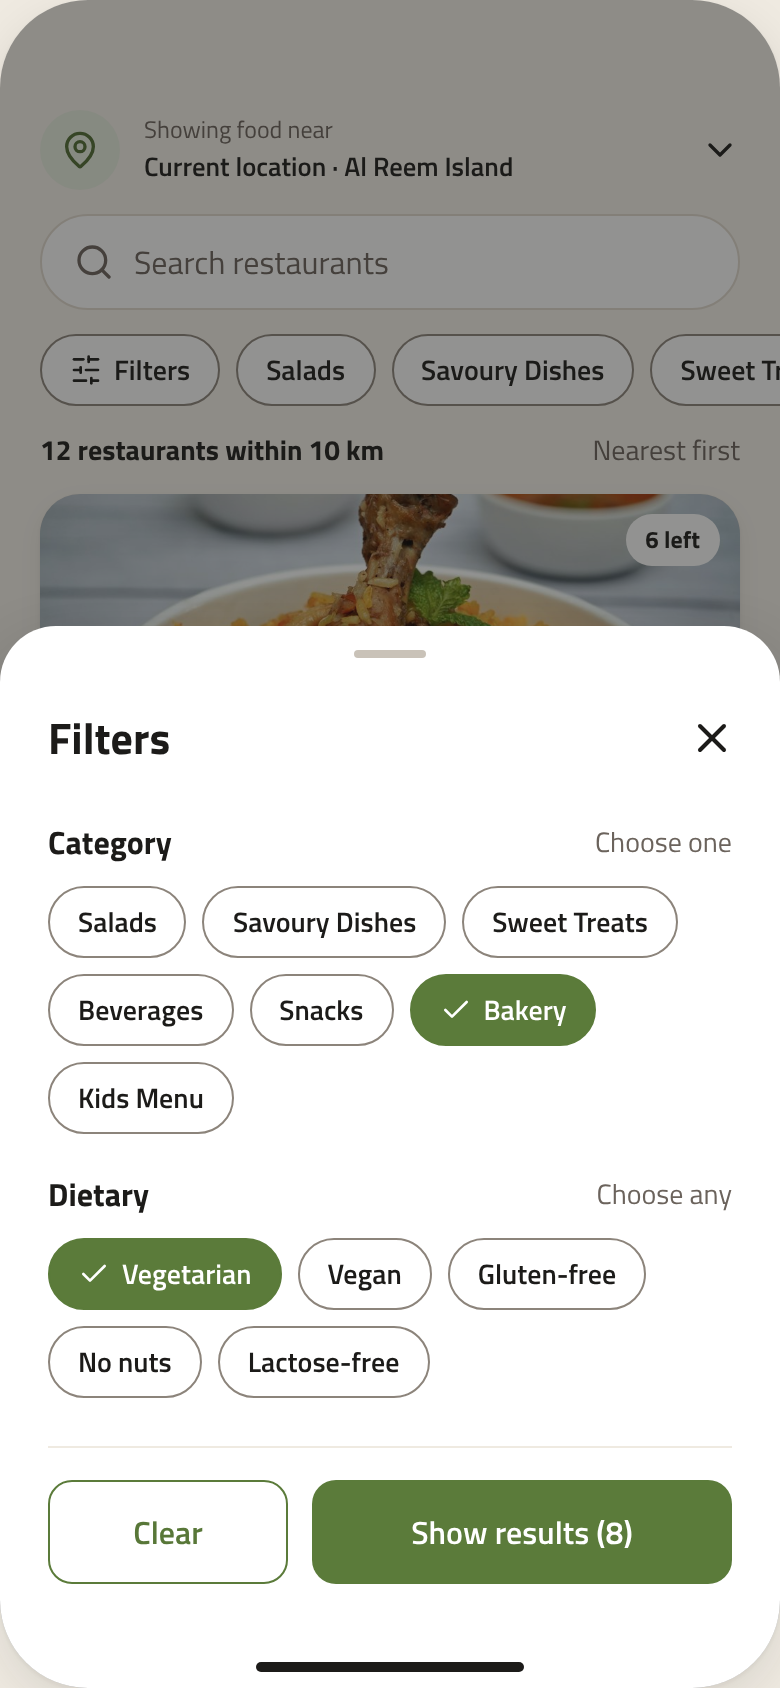 Showing food near
Current location · Al Reem Island
Search restaurants
Filters Salads Savoury Dishes Sweet Tr
12 restaurants within 10 km Nearest first
6 left
Filters
Category Choose one
Salads Savoury Dishes Sweet Treats
Beverages Snacks Bakery
Kids Menu
Dietary Choose any
Vegetarian Vegan Gluten-free
No nuts Lactose-free
Clear Show results (8)